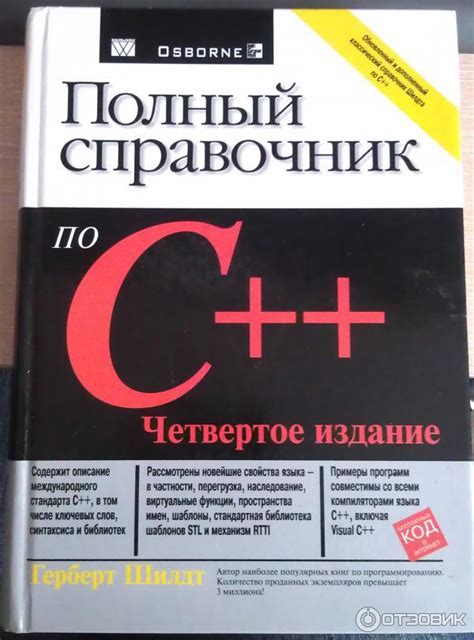 OSBORNE
Обновленный и дополненный
классический справочник Шилдта
по C++
Полный
справочник
по
C++
Четвертое издание
Содержит описание
международного
стандарта C++, в том
числе ключевых слов,
синтаксиса и библиотек
Рассмотрены новейшие свойства языка –
в частности, перегрузка, наследование,
виртуальные функции, пространства
имен, шаблоны, стандартная библиотека
шаблонов STL и механизм RTTI
Примеры программ
совместимы со всеми
компиляторами языка
C++, включая
Visual C++
БЕСПЛАТНЫЙ
КОД
В INTERNET
Герберт Шилдт
Автор наиболее популярных книг по программированию.
Количество проданных экземпляров превышает
3 миллиона!
ОТЗОВИК